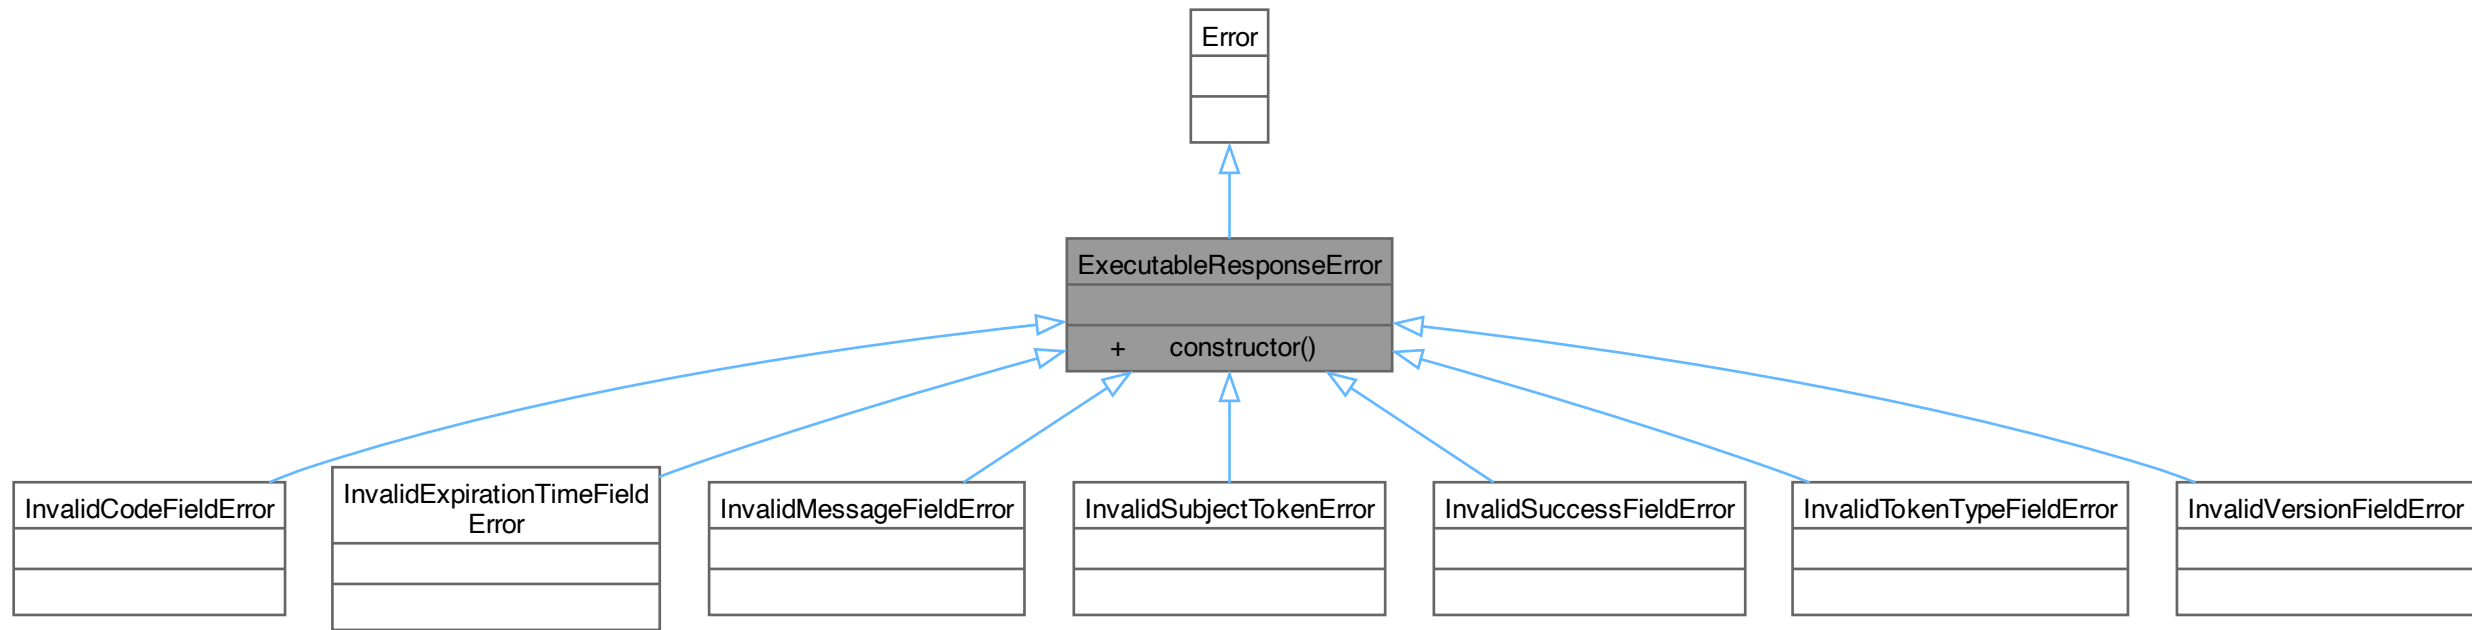 Error
ExecutableResponseError
+ constructor()
InvalidCodeFieldError
InvalidExpirationTimeField
Error
InvalidMessageFieldError
InvalidSubjectTokenError
InvalidSuccessFieldError
InvalidTokenTypeFieldError
InvalidVersionFieldError